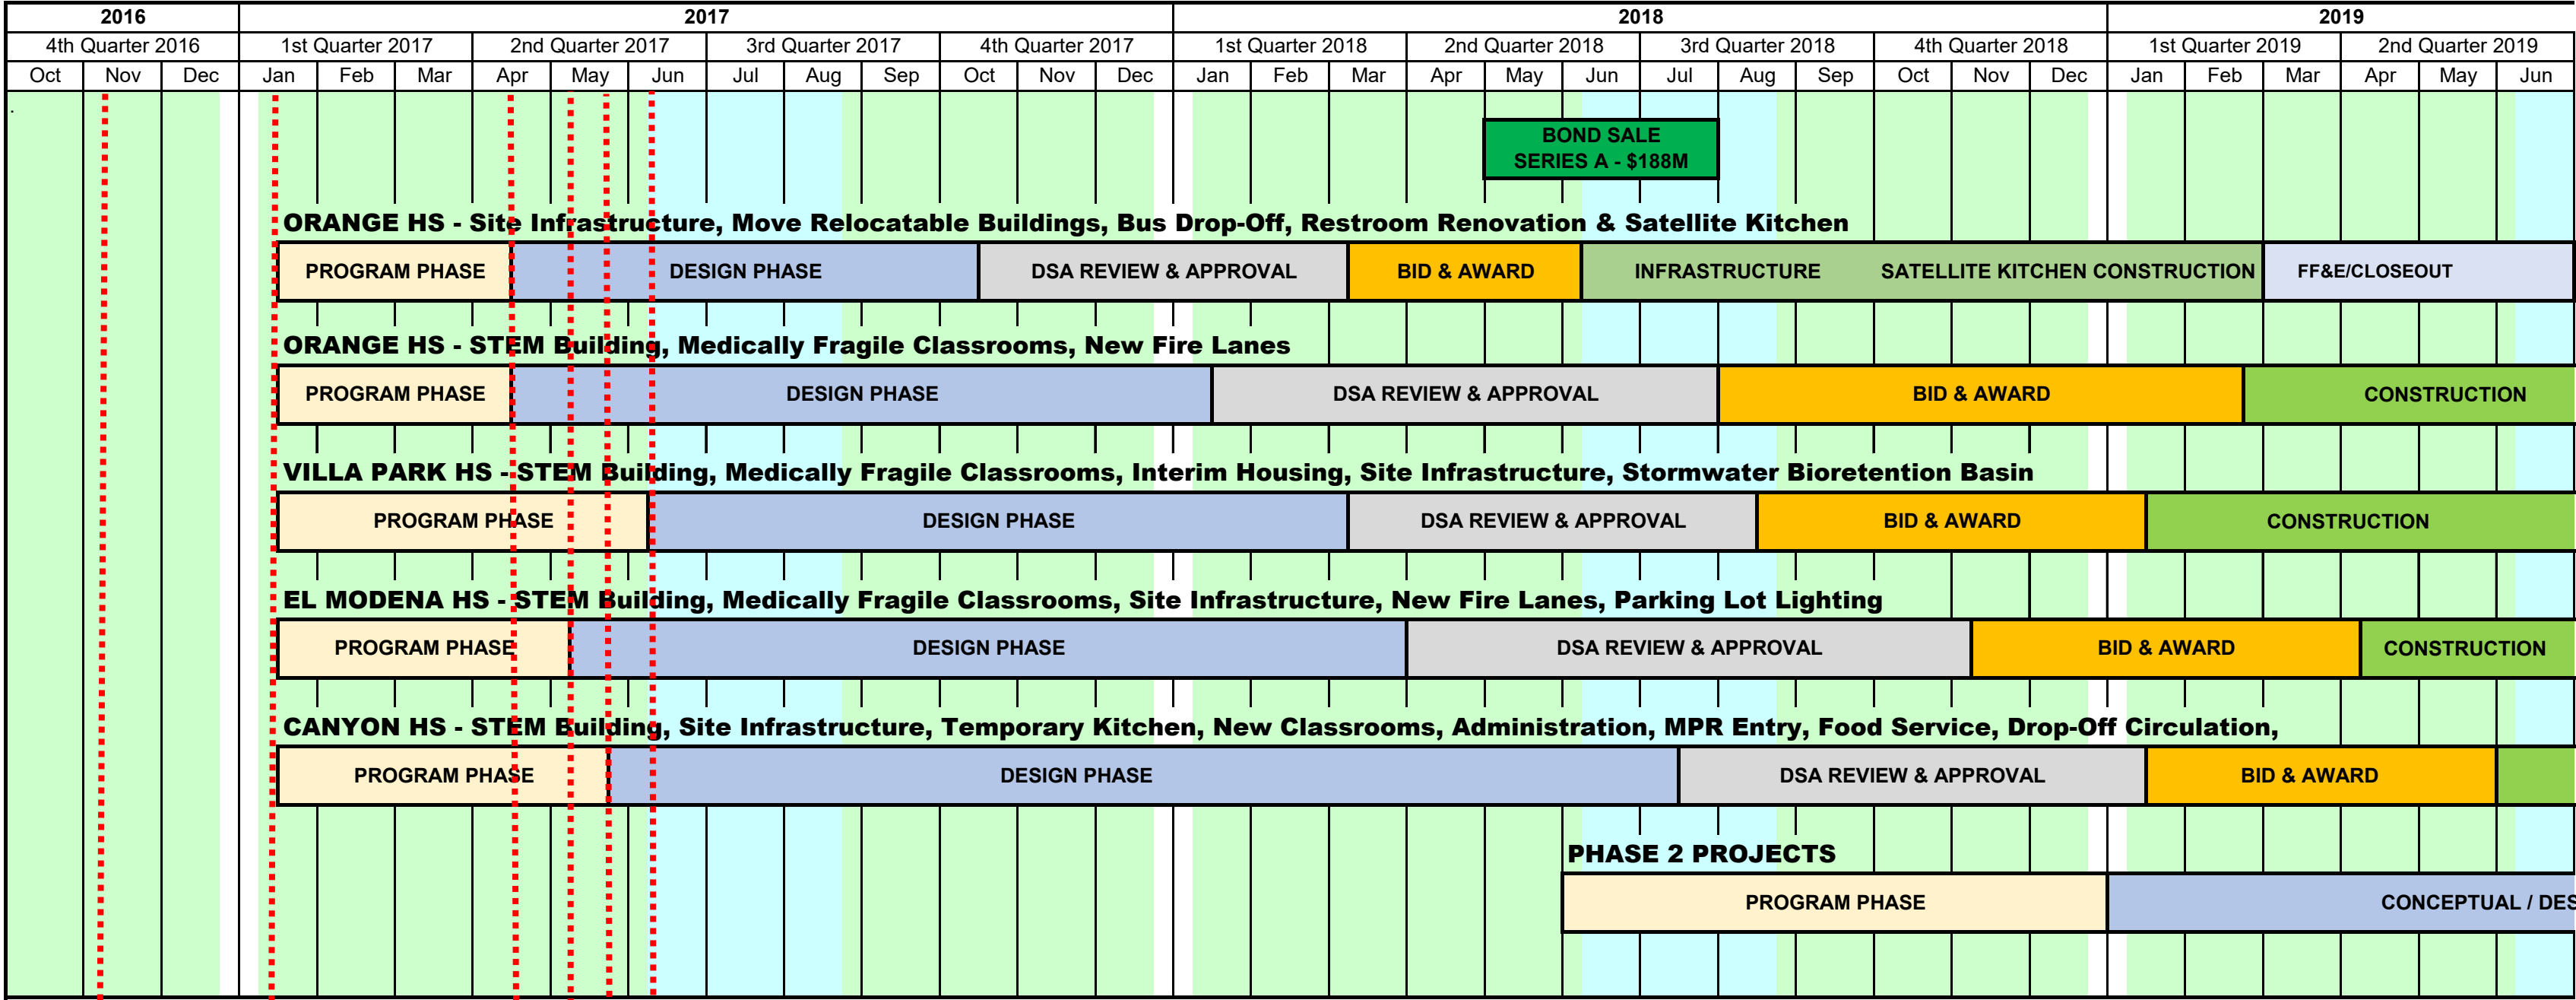 2016 2017 2018 2019
4th Quarter 2016 1st Quarter 2017 2nd Quarter 2017 3rd Quarter 2017 4th Quarter 2017 1st Quarter 2018 2nd Quarter 2018 3rd Quarter 2018 4th Quarter 2018 1st Quarter 2019 2nd Quarter 2019
Oct Nov Dec Jan Feb Mar Apr May Jun Jul Aug Sep Oct Nov Dec Jan Feb Mar Apr May Jun Jul Aug Sep Oct Nov Dec Jan Feb Mar Apr May Jun
.
BOND SALE
SERIES A - $188M
ORANGE HS - Site Infrastructure, Move Relocatable Buildings, Bus Drop-Off, Restroom Renovation & Satellite Kitchen
PROGRAM PHASE DESIGN PHASE DSA REVIEW & APPROVAL BID & AWARD INFRASTRUCTURE SATELLITE KITCHEN CONSTRUCTION FF&E/CLOSEOUT
ORANGE HS - STEM Building, Medically Fragile Classrooms, New Fire Lanes
PROGRAM PHASE DESIGN PHASE DSA REVIEW & APPROVAL BID & AWARD CONSTRUCTION
VILLA PARK HS - STEM Building, Medically Fragile Classrooms, Interim Housing, Site Infrastructure, Stormwater Bioretention Basin
PROGRAM PHASE DESIGN PHASE DSA REVIEW & APPROVAL BID & AWARD CONSTRUCTION
EL MODENA HS - STEM Building, Medically Fragile Classrooms, Site Infrastructure, New Fire Lanes, Parking Lot Lighting
PROGRAM PHASE DESIGN PHASE DSA REVIEW & APPROVAL BID & AWARD CONSTRUCTION
CANYON HS - STEM Building, Site Infrastructure, Temporary Kitchen, New Classrooms, Administration, MPR Entry, Food Service, Drop-Off Circulation,
PROGRAM PHASE DESIGN PHASE DSA REVIEW & APPROVAL BID & AWARD
PHASE 2 PROJECTS
PROGRAM PHASE CONCEPTUAL / DES